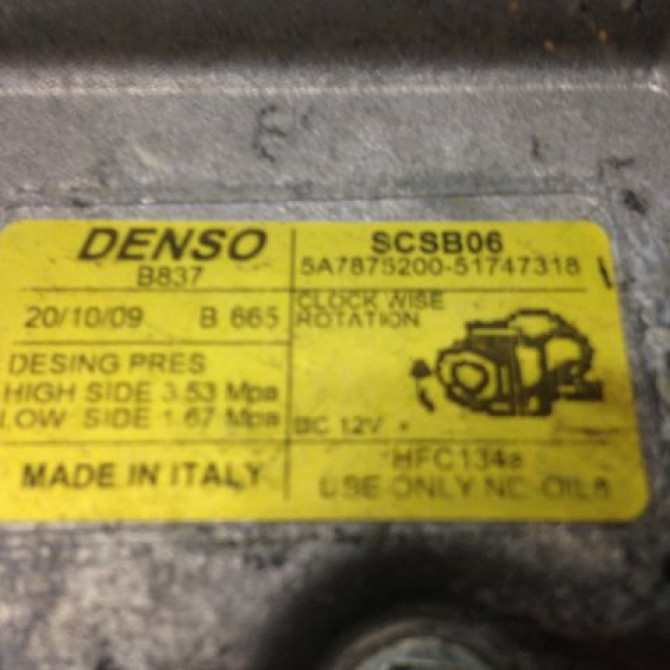 DENSO
B837
SCSB06
5A7875200-51747318
20/10/09 B 665
CLOCK WISE
ROTATION
DESING PRES
HIGH SIDE 3.53 Mpa
LOW SIDE 1.67 Mpa
DC 12V
MADE IN ITALY
HFC134a
USE ONLY ND-OIL8